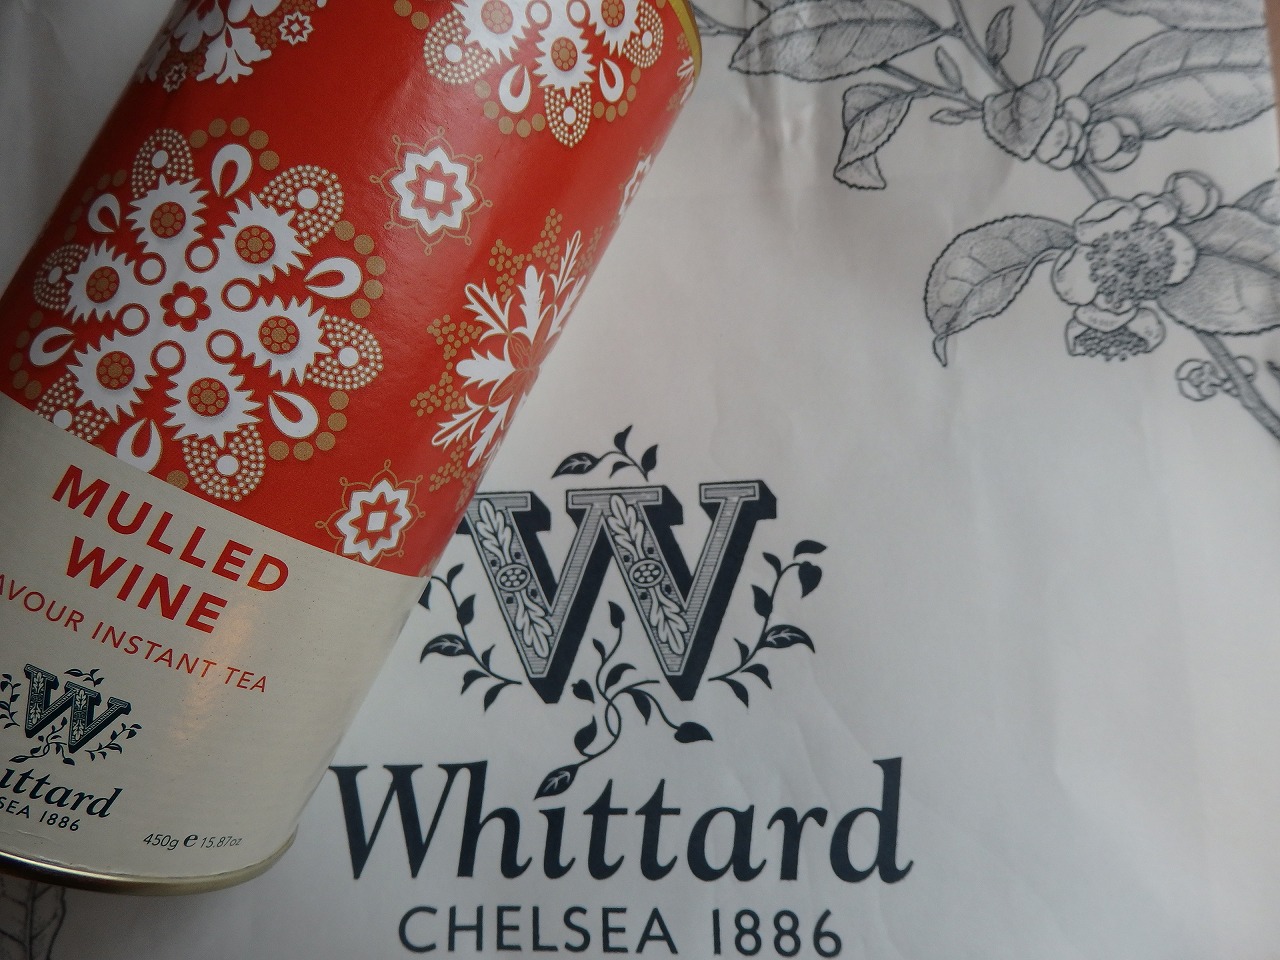 MULLED
WINE
AVOUR INSTANT TEA
W
ittard
SEA 1886
450g e 15.87oz
W
Whittard
CHELSEA 1886